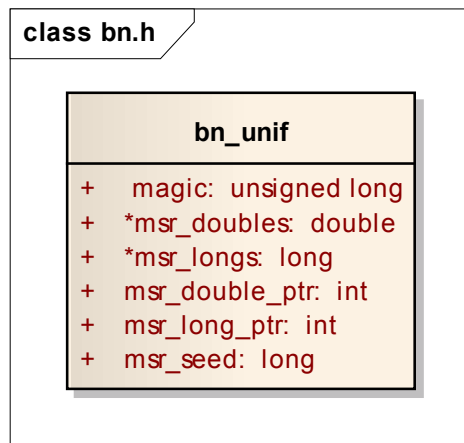 class bn.h
bn_unif
+ magic: unsigned long
+ *msr_doubles: double
+ *msr_longs: long
+ msr_double_ptr: int
+ msr_long_ptr: int
+ msr_seed: long